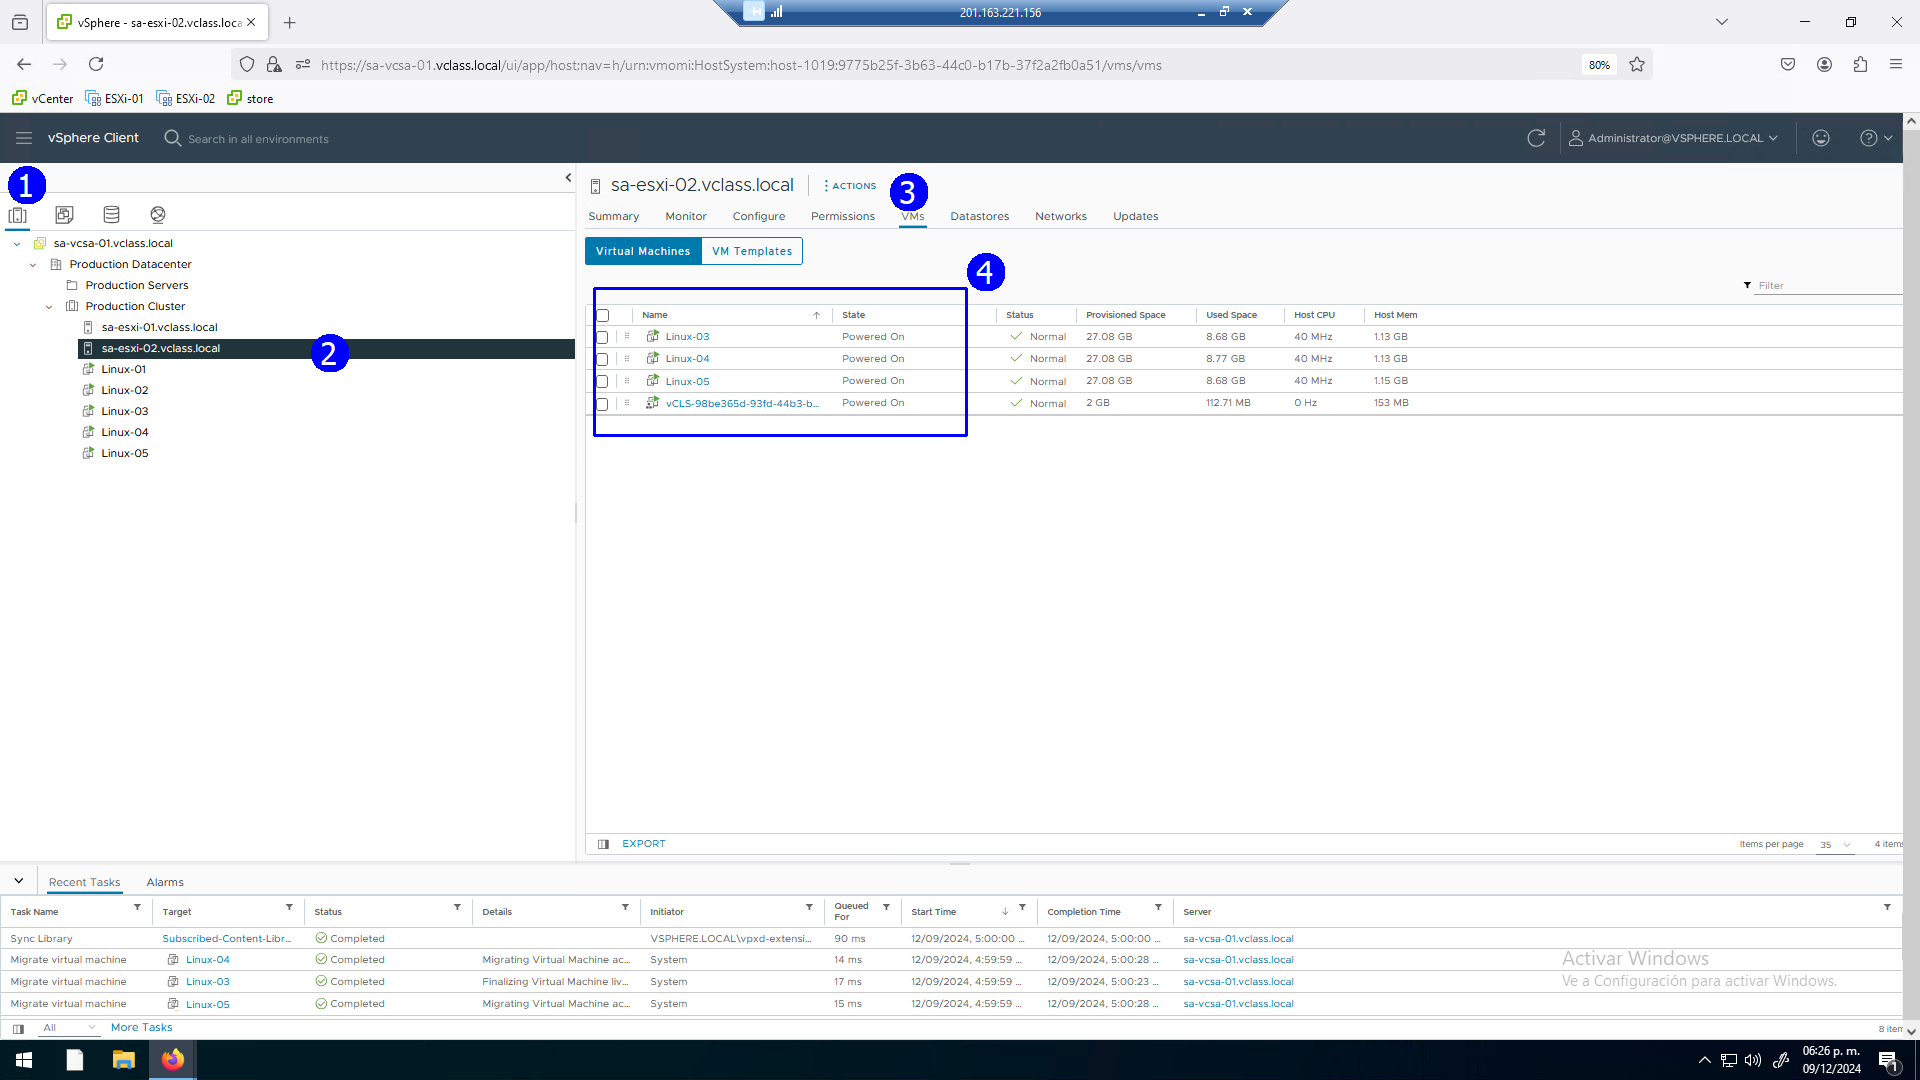 vSphere - sa-esxi-02.vclass.loca
201.163.221.156
https://sa-vcsa-01.vclass.local/ui/app/host;nav=h/urn:vmomi:HostSystem:host-1019:9775b25f-3b63-44c0-b17b-37f2a2fb0a51/vms/vms
80%
vCenter ESXi-01 ESXi-02 store
vSphere Client Search in all environments Administrator@VSPHERE.LOCAL
1
sa-esxi-02.vclass.local ACTIONS 3
Summary Monitor Configure Permissions VMs Datastores Networks Updates
sa-vcsa-01.vclass.local
Production Datacenter
Production Servers
Production Cluster
sa-esxi-01.vclass.local
sa-esxi-02.vclass.local 2
Linux-01
Linux-02
Linux-03
Linux-04
Linux-05
Virtual Machines VM Templates
4
Filter
Name State Status Provisioned Space Used Space Host CPU Host Mem
Linux-03 Powered On Normal 27.08 GB 8.68 GB 40 MHz 1.13 GB
Linux-04 Powered On Normal 27.08 GB 8.77 GB 40 MHz 1.13 GB
Linux-05 Powered On Normal 27.08 GB 8.68 GB 40 MHz 1.15 GB
vCLS-98be365d-93fd-44b3-b... Powered On Normal 2 GB 112.71 MB 0 Hz 153 MB
EXPORT Items per page 35 4 items
Recent Tasks Alarms
Task Name Target Status Details Initiator Queued For Start Time Completion Time Server
Sync Library Subscribed-Content-Libr... Completed VSPHERE.LOCAL\vpxd-extensi... 90 ms 12/09/2024, 5:00:00 ... 12/09/2024, 5:00:00 ... sa-vcsa-01.vclass.local
Migrate virtual machine Linux-04 Completed Migrating Virtual Machine ac... System 14 ms 12/09/2024, 4:59:59 ... 12/09/2024, 5:00:28 ... sa-vcsa-01.vclass.local
Migrate virtual machine Linux-03 Completed Finalizing Virtual Machine liv... System 17 ms 12/09/2024, 4:59:59 ... 12/09/2024, 5:00:23 ... sa-vcsa-01.vclass.local
Migrate virtual machine Linux-05 Completed Migrating Virtual Machine ac... System 15 ms 12/09/2024, 4:59:59 ... 12/09/2024, 5:00:28 ... sa-vcsa-01.vclass.local
Activar Windows
Ve a Configuración para activar Windows.
All More Tasks 8 item
06:26 p. m.
09/12/2024
1